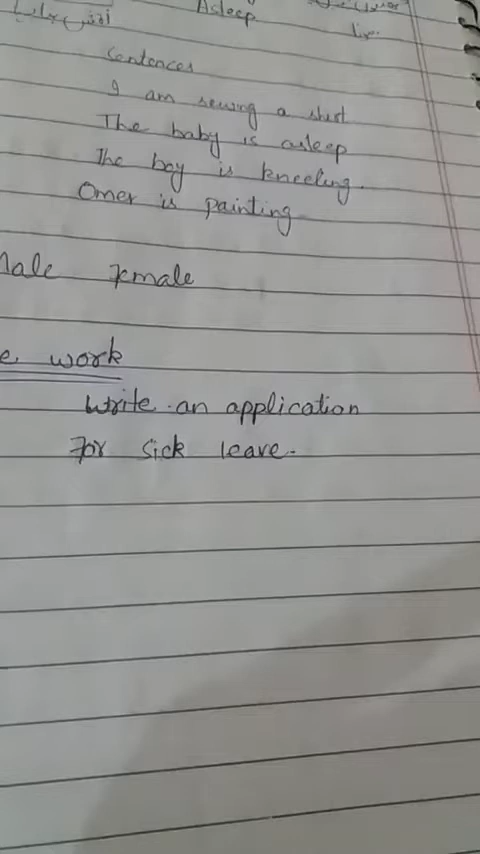 Asleep
Sentences
I am sewing a shirt
The baby is asleep
The boy is kneeling.
Omer is painting
Male Female
e work
Write an application
For sick leave.